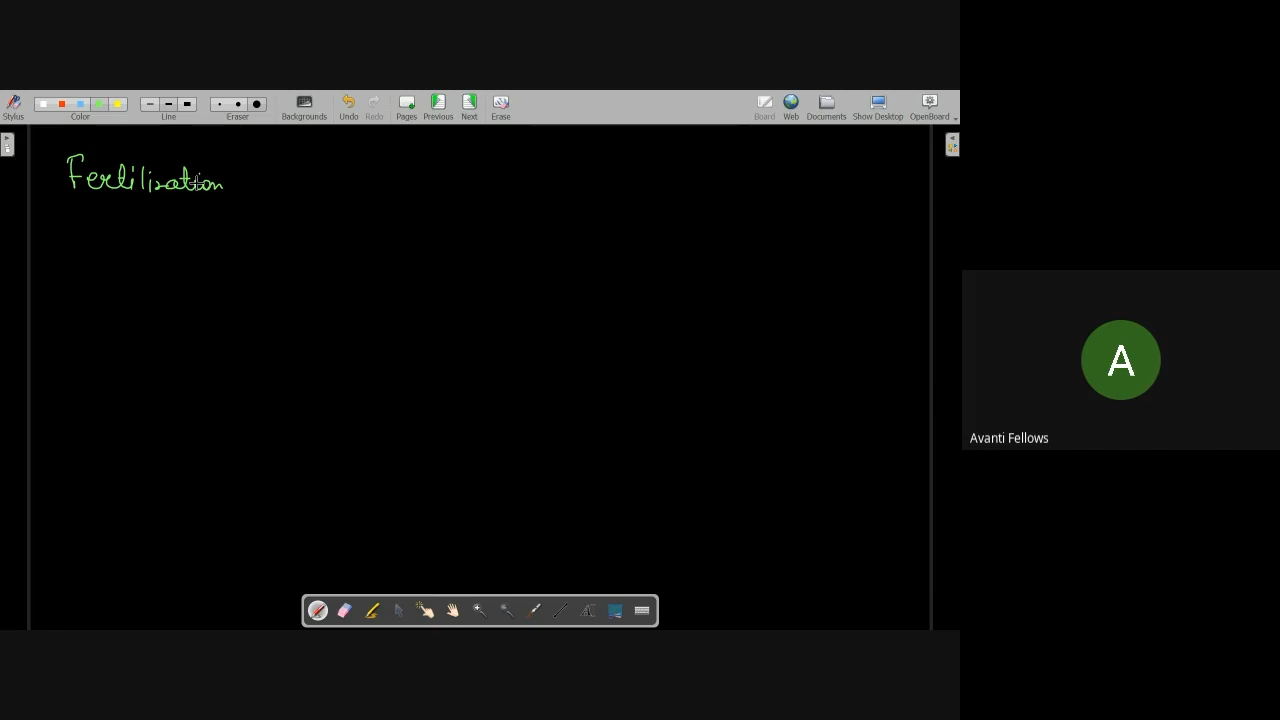 Stylus Color Line Eraser Backgrounds Undo Redo Pages Previous Next Erase Board Web Documents Show Desktop OpenBoard
Fertilization
A
Avanti Fellows